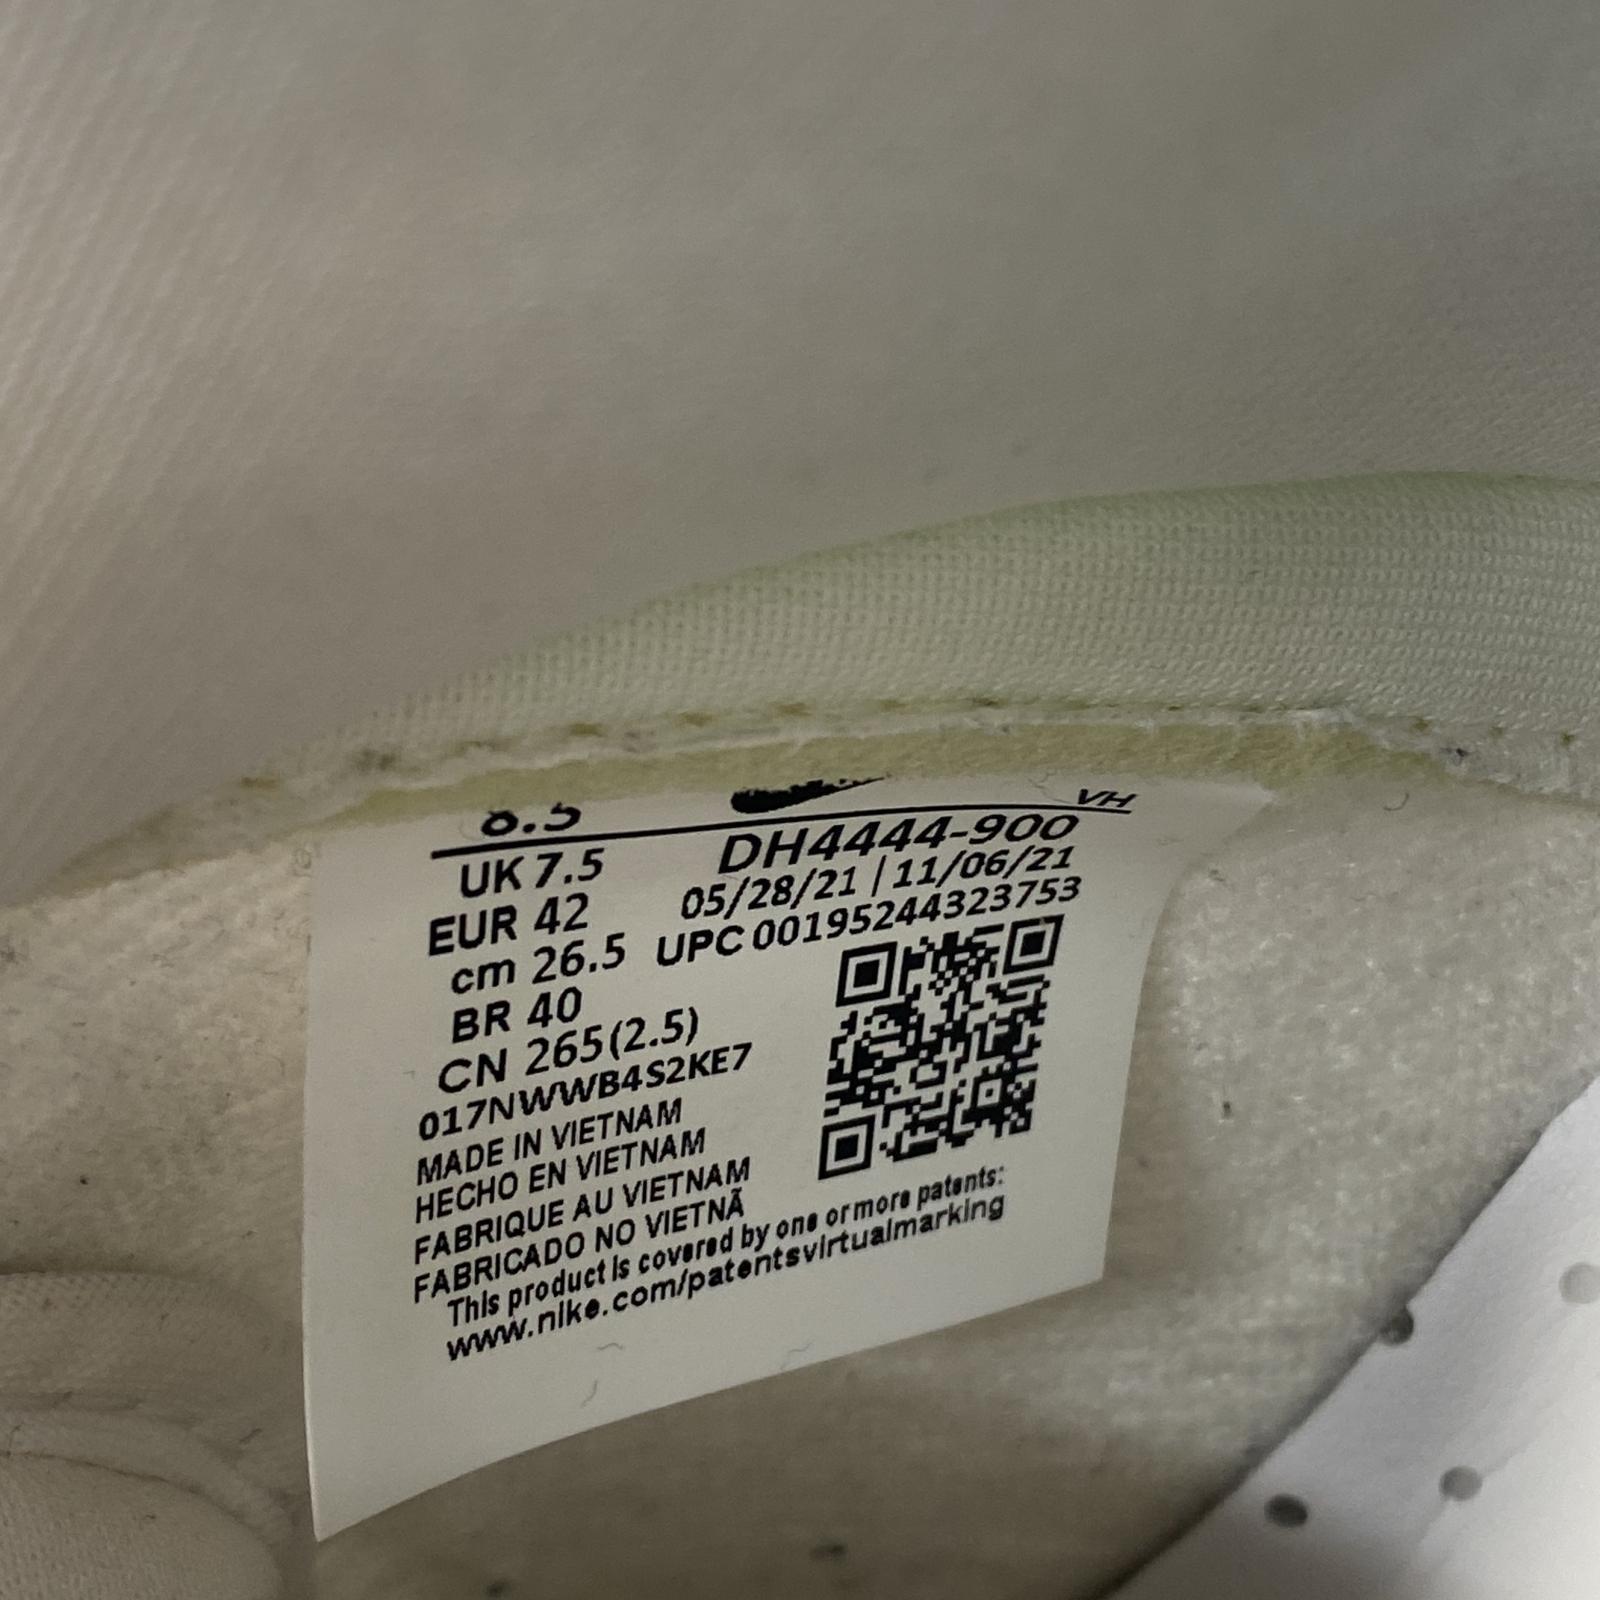 8.5
VH
UK 7.5
DH4444-900
EUR 42
05/28/21 | 11/06/21
cm 26.5
UPC 00195244323753
BR 40
CN 265(2.5)
017NWWB4S2KE7
MADE IN VIETNAM
HECHO EN VIETNAM
FABRIQUE AU VIETNAM
FABRICADO NO VIETNÃ
This product is covered by one or more patents:
www.nike.com/patentsvirtualmarking